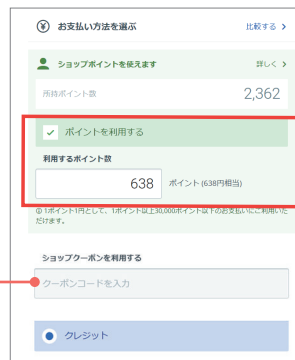 お支払い方法を選ぶ 比較する >
ショップポイントを使えます 詳しく >
所持ポイント数 2,362
ポイントを利用する
利用するポイント数
638 ポイント (638円相当)
1ポイント1円として、1ポイント以上30,000ポイント以下のお支払いにご利用いた
だけます。
ショップクーポンを利用する
クーポンコードを入力
クレジット